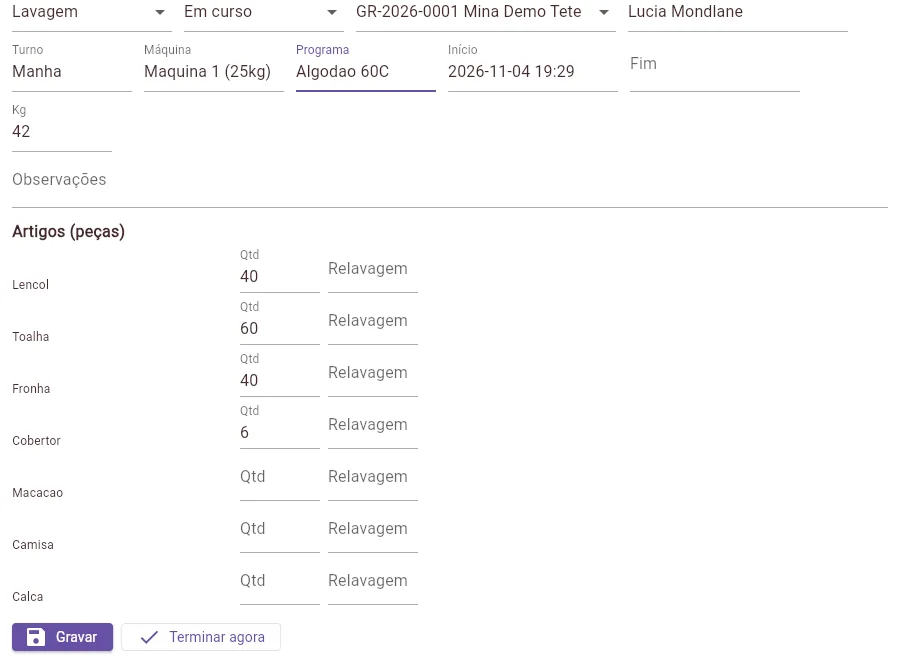 Lavagem Em curso GR-2026-0001 Mina Demo Tete Lucia Mondlane
Turno Máquina Programa Início
Manha Maquina 1 (25kg) Algodao 60C 2026-11-04 19:29 Fim
Kg
42
Observações
Artigos (peças)
Qtd
Lencol 40 Relavagem
Qtd
Toalha 60 Relavagem
Qtd
Fronha 40 Relavagem
Qtd
Cobertor 6 Relavagem
Macacao Qtd Relavagem
Camisa Qtd Relavagem
Calca Qtd Relavagem
Gravar Terminar agora